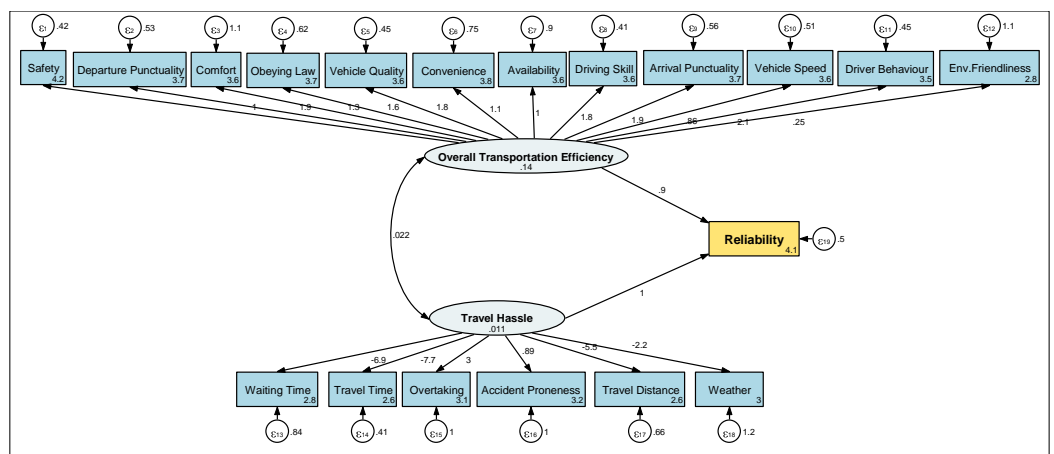 ε1 .42 ε2 .53 ε3 1.1 ε4 .62 ε5 .45 ε6 .75 ε7 .9 ε8 .41 ε9 .56 ε10 .51 ε11 .45 ε12 1.1
Safety Departure Punctuality Comfort Obeying Law Vehicle Quality Convenience Availability Driving Skill Arrival Punctuality Vehicle Speed Driver Behaviour Env.Friendliness
4.2 3.7 3.6 3.7 3.6 3.8 3.6 3.6 3.7 3.6 3.5 2.8
1 1.9 1.3 1.6 1.8 1.1 1 1.8 1.9 .86 2.1 .25
Overall Transportation Efficiency
.14
.9
.022
Reliability
4.1
ε19 .5
1
Travel Hassle
.011
-6.9 -7.7 3 .89 -5.5 -2.2
Waiting Time Travel Time Overtaking Accident Proneness Travel Distance Weather
2.8 2.6 3.1 3.2 2.6 3
ε13 .84 ε14 .41 ε15 1 ε16 1 ε17 .66 ε18 1.2